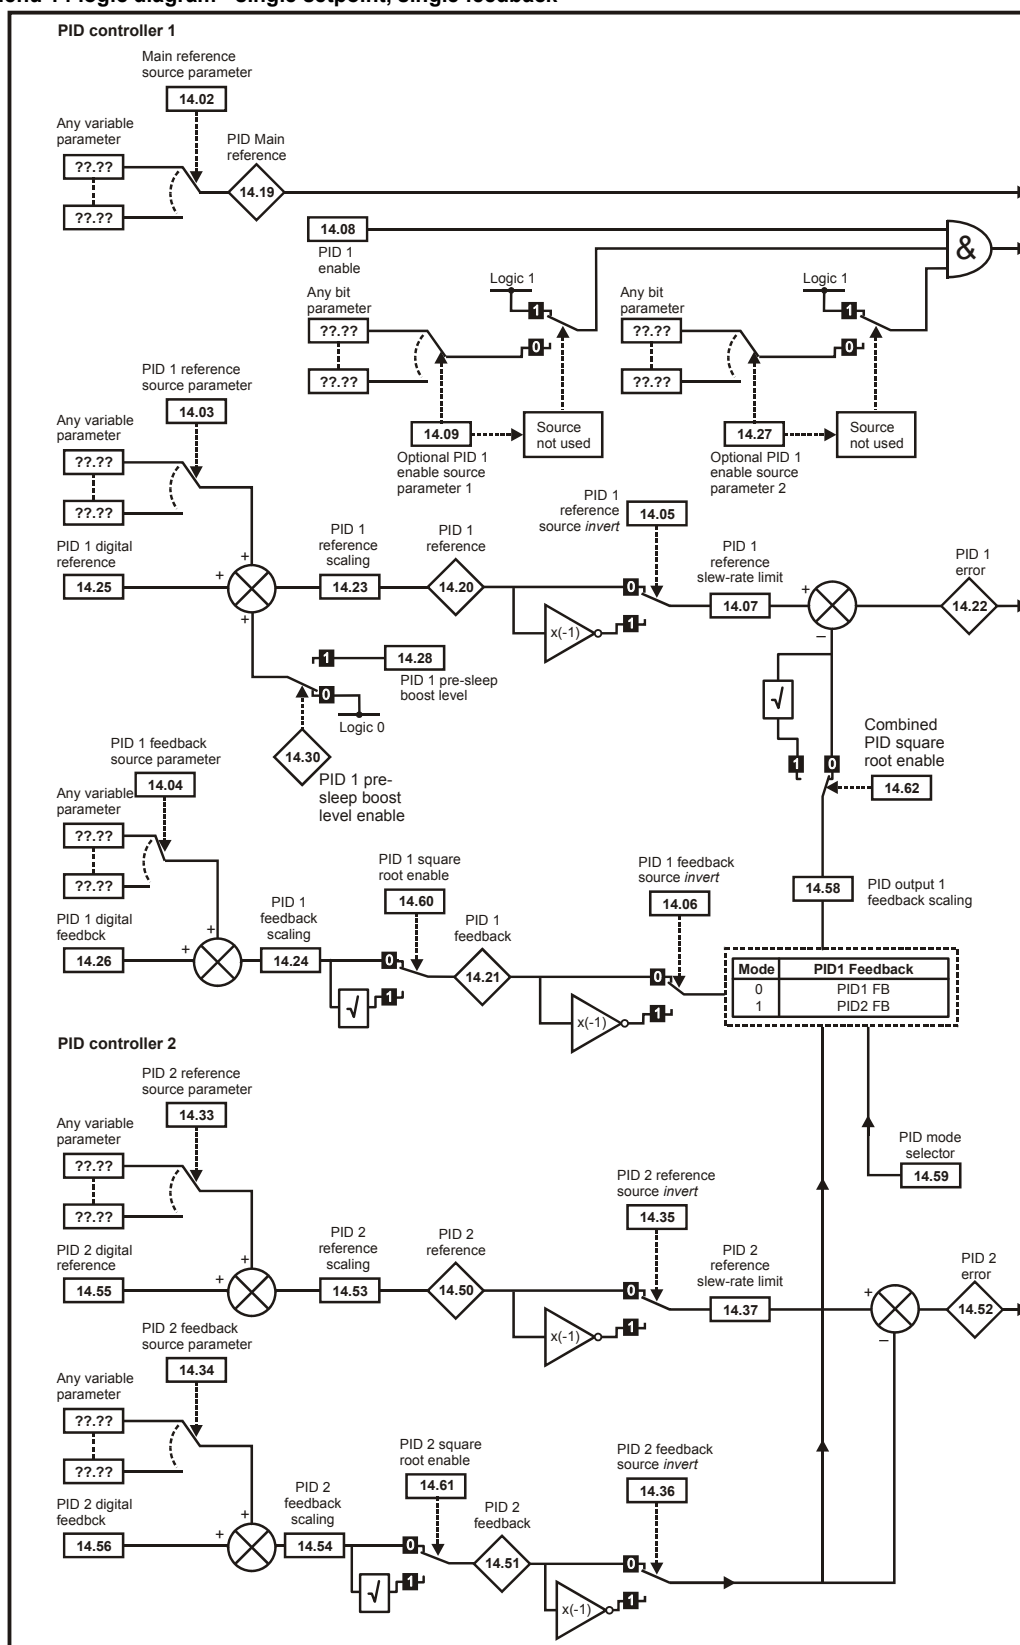 PID controller 1
Main reference
source parameter
14.02
Any variable
parameter
??.??
??.??
PID Main
reference
14.19
14.08
PID 1
enable
&
Logic 1
1
0
Any bit
parameter
??.??
??.??
14.09
Optional PID 1
enable source
parameter 1
Source
not used
Logic 1
1
0
Any bit
parameter
??.??
??.??
14.27
Optional PID 1
enable source
parameter 2
Source
not used
PID 1 reference
source parameter
14.03
Any variable
parameter
??.??
??.??
PID 1 digital
reference
14.25
+
+
+
PID 1
reference
scaling
14.23
PID 1
reference
14.20
PID 1
reference
source invert
14.05
0
1
x(-1)
PID 1
reference
slew-rate limit
14.07
+
–
PID 1
error
14.22
1
14.28
PID 1 pre-sleep
boost level
0
Logic 0
14.30
PID 1 pre-
sleep boost
level enable
√
1
0
Combined
PID square
root enable
14.62
14.58
PID output 1
feedback scaling
PID 1 feedback
source parameter
14.04
Any variable
parameter
??.??
??.??
PID 1 digital
feedbck
14.26
+
+
PID 1
feedback
scaling
14.24
PID 1 square
root enable
14.60
0
1
√
PID 1
feedback
14.21
PID 1 feedback
source invert
14.06
0
1
x(-1)
Mode PID1 Feedback
0 PID1 FB
1 PID2 FB
PID mode
selector
14.59
PID controller 2
PID 2 reference
source parameter
14.33
Any variable
parameter
??.??
??.??
PID 2 digital
reference
14.55
+
+
PID 2
reference
scaling
14.53
PID 2
reference
14.50
PID 2 reference
source invert
14.35
0
1
x(-1)
PID 2
reference
slew-rate limit
14.37
+
–
PID 2
error
14.52
PID 2 feedback
source parameter
14.34
Any variable
parameter
??.??
??.??
PID 2 digital
feedbck
14.56
+
+
PID 2
feedback
scaling
14.54
PID 2 square
root enable
14.61
0
1
√
PID 2
feedback
14.51
PID 2 feedback
source invert
14.36
0
1
x(-1)